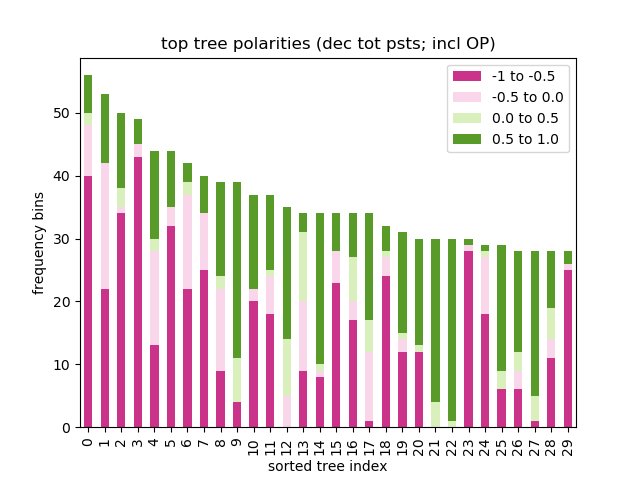 top tree polarities (dec tot psts; incl OP)
-1 to -0.5
-0.5 to 0.0
0.0 to 0.5
0.5 to 1.0
frequency bins
50
40
30
20
10
0
0 1 2 3 4 5 6 7 8 9 10 11 12 13 14 15 16 17 18 19 20 21 22 23 24 25 26 27 28 29
sorted tree index